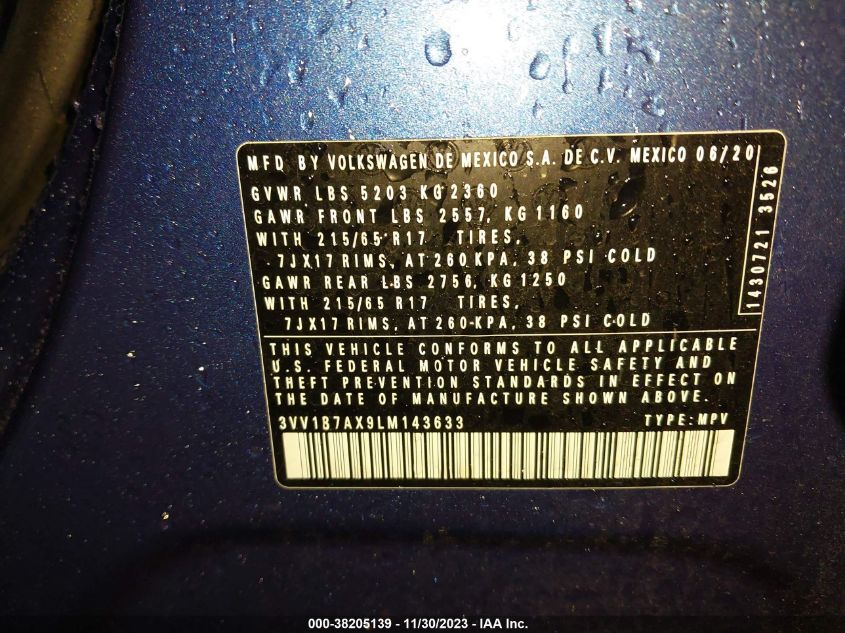 MFD BY VOLKSWAGEN DE MEXICO S.A. DE C.V. MEXICO 06/20
GVWR LBS 5203 KG 2360
GAWR FRONT LBS 2557, KG 1160
WITH 215/65 R17 TIRES,
7JX17 RIMS, AT 260 KPA, 38 PSI COLD
GAWR REAR LBS 2756, KG 1250
WITH 215/65 R17 TIRES,
7JX17 RIMS, AT 260 KPA, 38 PSI COLD
1430721 3526
THIS VEHICLE CONFORMS TO ALL APPLICABLE
U.S. FEDERAL MOTOR VEHICLE SAFETY AND
THEFT PREVENTION STANDARDS IN EFFECT ON
THE DATE OF MANUFACTURE SHOWN ABOVE.
3VV1B7AX9LM143633 TYPE: MPV
000-38205139 - 11/30/2023 - IAA Inc.